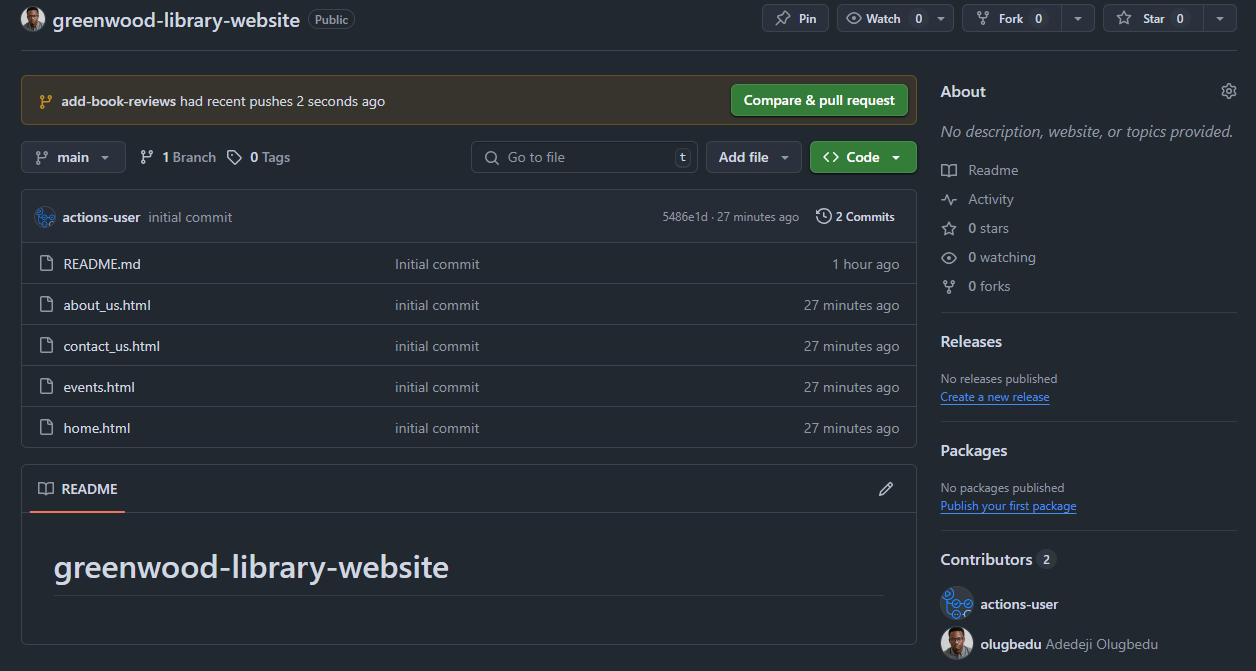 greenwood-library-website Public Pin Watch 0 Fork 0 Star 0
add-book-reviews had recent pushes 2 seconds ago Compare & pull request
main 1 Branch 0 Tags Go to file t Add file Code
actions-user initial commit 5486e1d · 27 minutes ago 2 Commits
README.md Initial commit 1 hour ago
about_us.html initial commit 27 minutes ago
contact_us.html initial commit 27 minutes ago
events.html initial commit 27 minutes ago
home.html initial commit 27 minutes ago
README
greenwood-library-website
About
No description, website, or topics provided.
Readme
Activity
0 stars
0 watching
0 forks
Releases
No releases published
Create a new release
Packages
No packages published
Publish your first package
Contributors 2
actions-user
olugbedu Adedeji Olugbedu